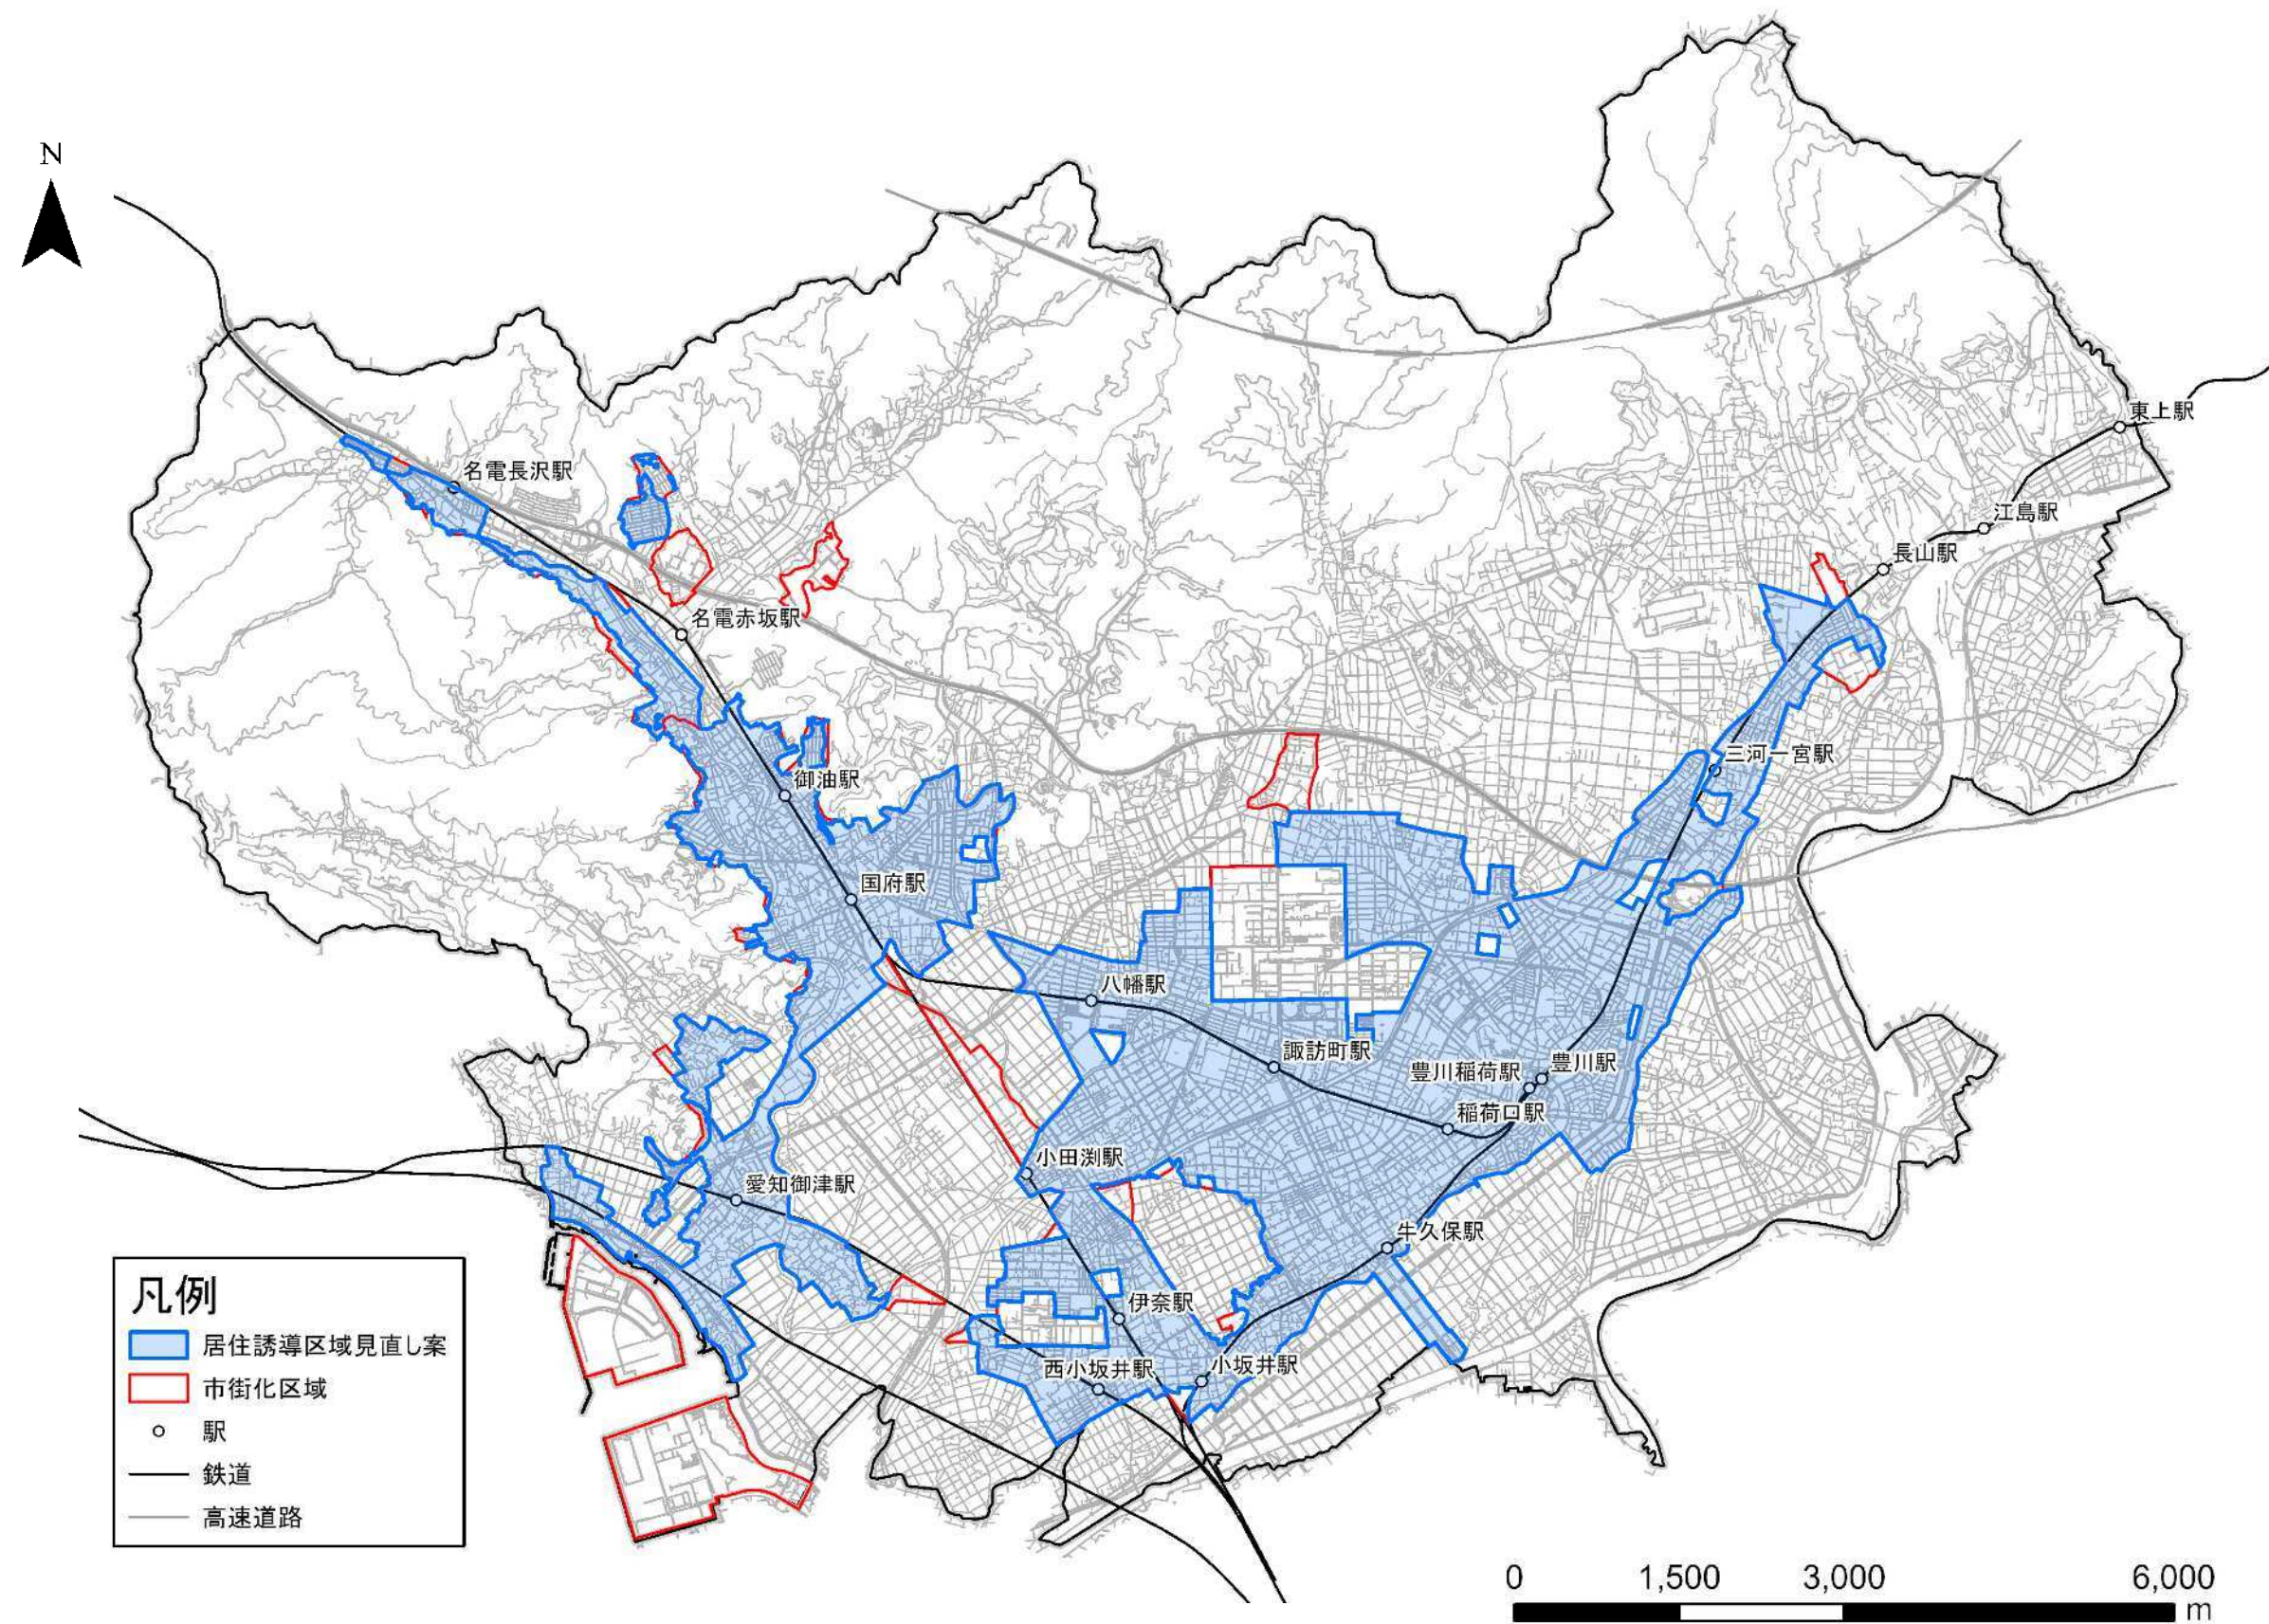 N
東上駅
名電長沢駅
江島駅
長山駅
名電赤坂駅
三河一宮駅
御油駅
国府駅
八幡駅
諏訪町駅
豊川駅
豊川稲荷駅
稲荷口駅
小田渕駅
愛知御津駅
牛久保駅
伊奈駅
西小坂井駅
小坂井駅
凡例
居住誘導区域見直し案
市街化区域
駅
鉄道
高速道路
0 1,500 3,000 6,000
m